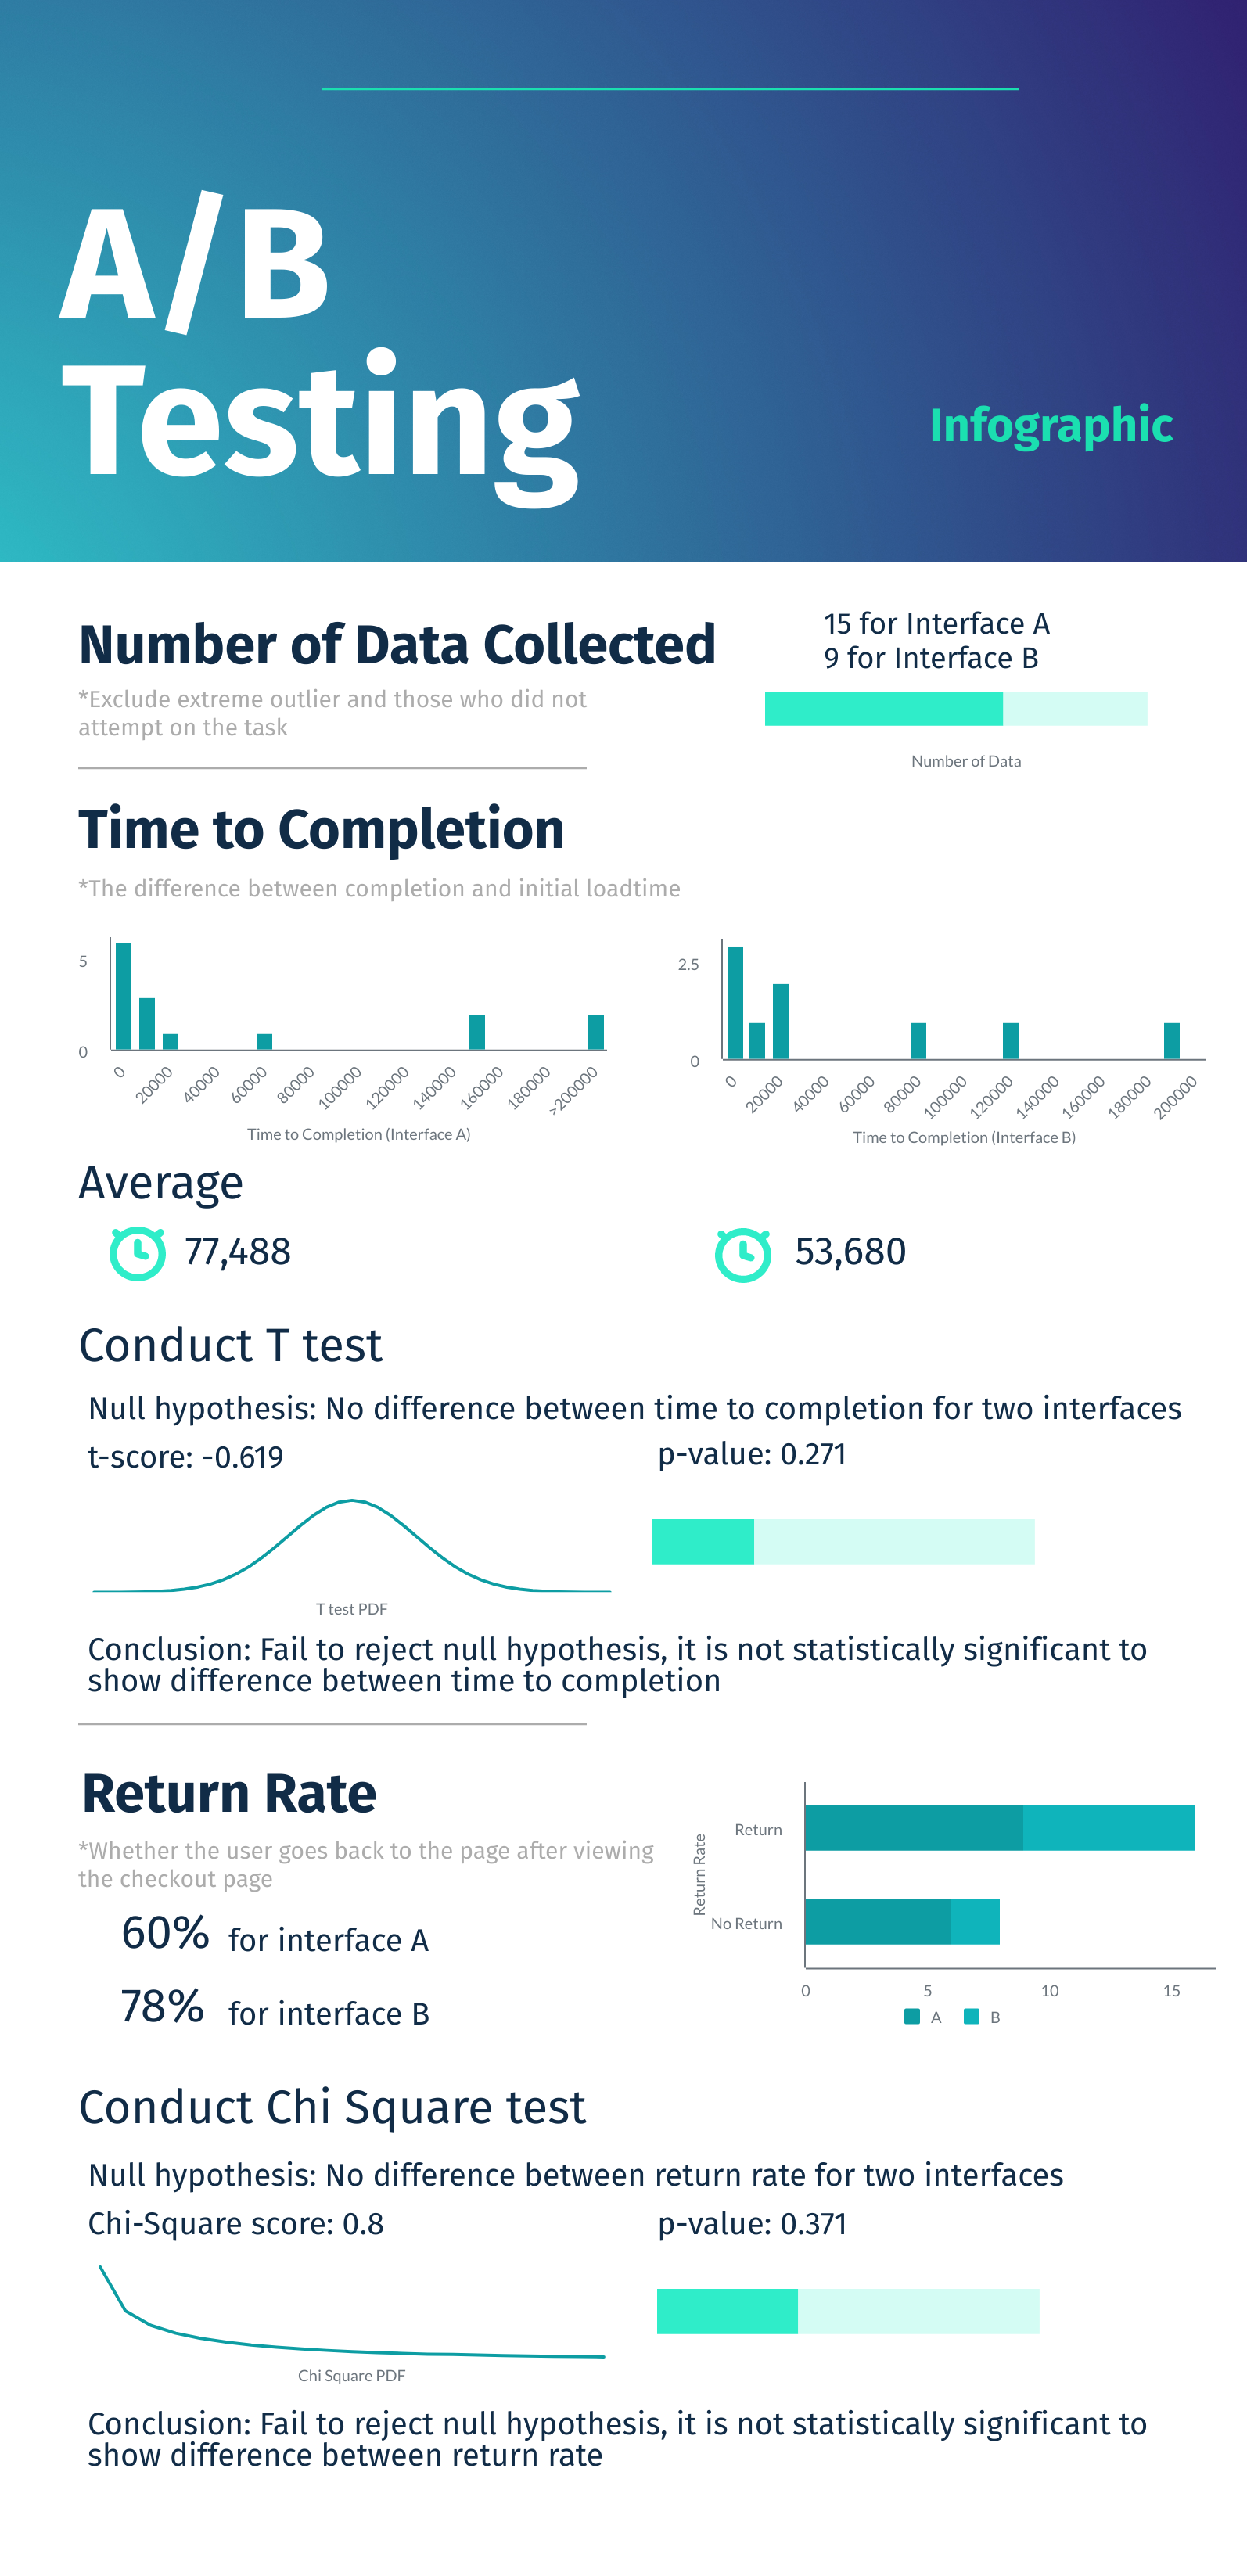 A/B
Testing
Infographic
Number of Data Collected
*Exclude extreme outlier and those who did not
attempt on the task
15 for Interface A
9 for Interface B
Number of Data
Time to Completion
*The difference between completion and initial loadtime
5
0
0 20000 40000 60000 80000 100000 120000 140000 160000 180000 >200000
Time to Completion (Interface A)
2.5
0
0 20000 40000 60000 80000 100000 120000 140000 160000 180000 200000
Time to Completion (Interface B)
Average
77,488
53,680
Conduct T test
Null hypothesis: No difference between time to completion for two interfaces
t-score: -0.619
p-value: 0.271
T test PDF
Conclusion: Fail to reject null hypothesis, it is not statistically significant to
show difference between time to completion
Return Rate
*Whether the user goes back to the page after viewing
the checkout page
60% for interface A
78% for interface B
Return Rate
Return
No Return
0 5 10 15
A B
Conduct Chi Square test
Null hypothesis: No difference between return rate for two interfaces
Chi-Square score: 0.8
p-value: 0.371
Chi Square PDF
Conclusion: Fail to reject null hypothesis, it is not statistically significant to
show difference between return rate